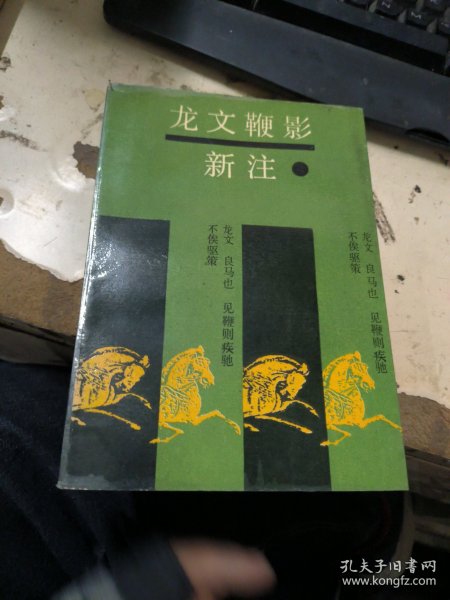 龙文鞭影
新注
龙文 良马也 见鞭则疾驰
不俟驱策
龙文 良马也 见鞭则疾驰
不俟驱策
孔夫子旧书网
www.kongfz.com